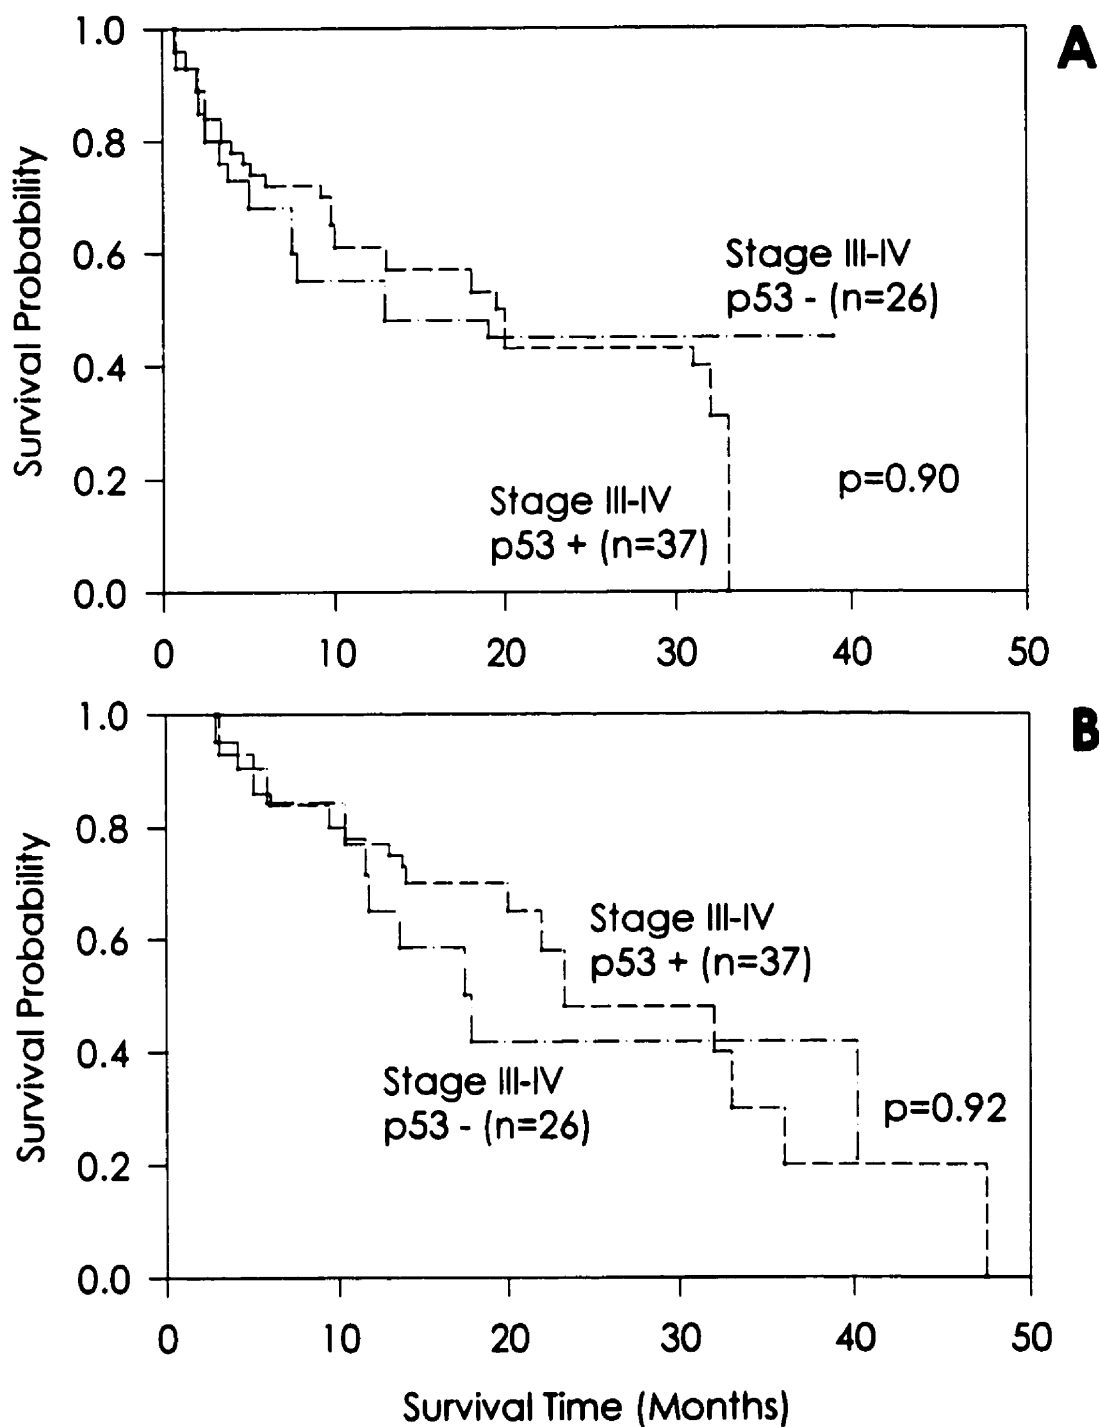 A
Survival Probability
1.0
0.8
0.6
0.4
0.2
0.0
Stage III-IV
p53 - (n=26)
Stage III-IV
p53 + (n=37)
p=0.90
0 10 20 30 40 50
B
Survival Probability
1.0
0.8
0.6
0.4
0.2
0.0
Stage III-IV
p53 + (n=37)
Stage III-IV
p53 - (n=26)
p=0.92
0 10 20 30 40 50
Survival Time (Months)